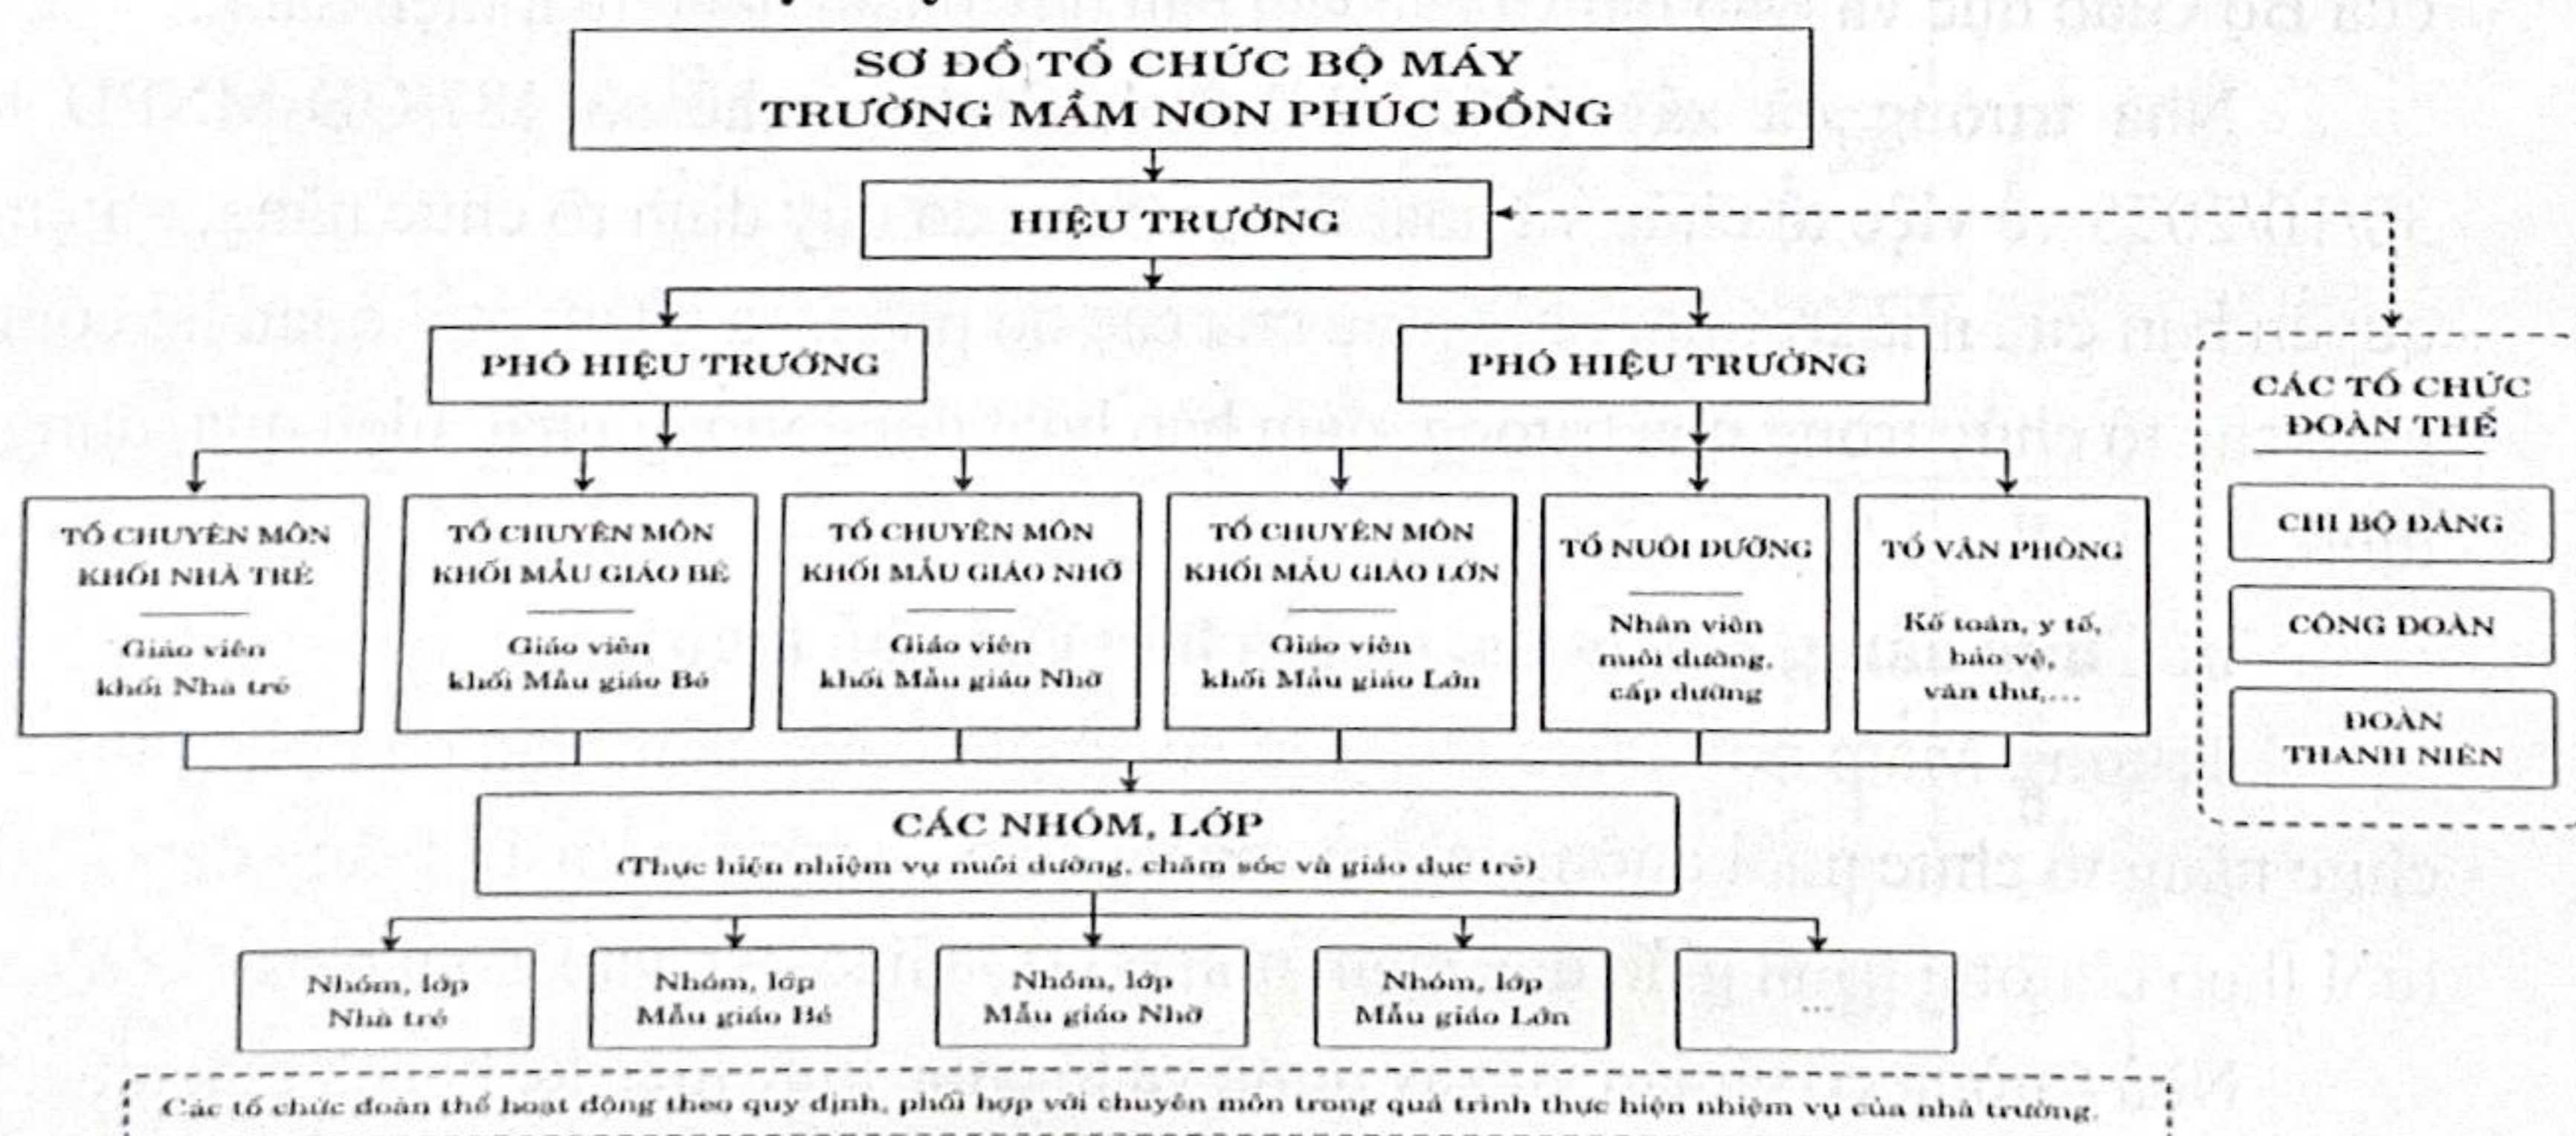 SƠ ĐỒ TỔ CHỨC BỘ MÁY
TRƯỜNG MẦM NON PHÚC ĐỒNG
HIỆU TRƯỞNG
PHÓ HIỆU TRƯỞNG
PHÓ HIỆU TRƯỞNG
CÁC TỔ CHỨC
ĐOÀN THỂ
CHI BỘ ĐẢNG
CÔNG ĐOÀN
ĐOÀN
THANH NIÊN
TỔ CHUYÊN MÔN
KHỐI NHÀ TRẺ
Giáo viên
khối Nhà trẻ
TỔ CHUYÊN MÔN
KHỐI MẪU GIÁO BÉ
Giáo viên
khối Mẫu giáo Bé
TỔ CHUYÊN MÔN
KHỐI MẪU GIÁO NHỠ
Giáo viên
khối Mẫu giáo Nhỡ
TỔ CHUYÊN MÔN
KHỐI MẪU GIÁO LỚN
Giáo viên
khối Mẫu giáo Lớn
TỔ NUÔI DƯỠNG
Nhân viên
nuôi dưỡng,
cấp dưỡng
TỔ VĂN PHÒNG
Kế toán, y tế,
bảo vệ,
văn thư,...
CÁC NHÓM, LỚP
(Thực hiện nhiệm vụ nuôi dưỡng, chăm sóc và giáo dục trẻ)
Nhóm, lớp
Nhà trẻ
Nhóm, lớp
Mẫu giáo Bé
Nhóm, lớp
Mẫu giáo Nhỡ
Nhóm, lớp
Mẫu giáo Lớn
...
Các tổ chức đoàn thể hoạt động theo quy định, phối hợp với chuyên môn trong quá trình thực hiện nhiệm vụ của nhà trường.